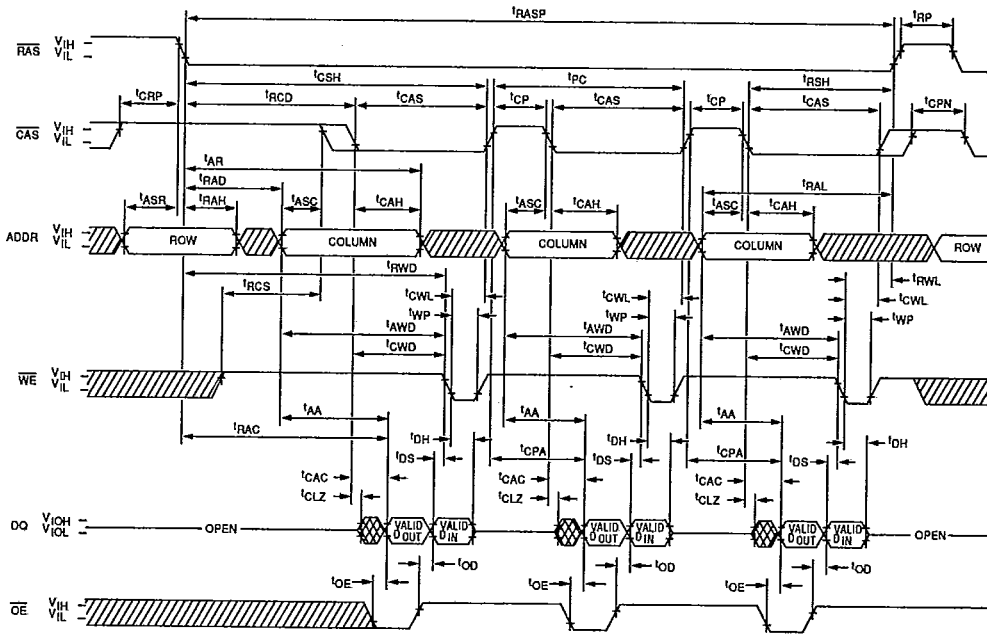 tRASP
tRP
RAS VIH
VIL
tCSH
tPC
tRSH
tCRP
tRCD
tCAS
tCP
tCAS
tCP
tCAS
tCPN
CAS VIH
VIL
tAR
tRAD
tRAL
tASR
tRAH
tASC
tCAH
tASC
tCAH
tASC
tCAH
ADDR VIH
VIL
ROW
COLUMN
COLUMN
COLUMN
ROW
tRWD
tRWL
tRCS
tCWL
tCWL
tCWL
tWP
tWP
tWP
tAWD
tAWD
tAWD
tCWD
tCWD
tCWD
WE VIH
VIL
tAA
tAA
tAA
tRAC
tDH
tDH
tDH
tCPA
tCPA
tDS
tDS
tDS
tCAC
tCAC
tCAC
tCLZ
tCLZ
tCLZ
DQ VIOH
VIOL
OPEN
VALID DOUT
VALID DIN
VALID DOUT
VALID DIN
VALID DOUT
VALID DIN
OPEN
tOD
tOD
tOD
tOE
tOE
tOE
OE VIH
VIL